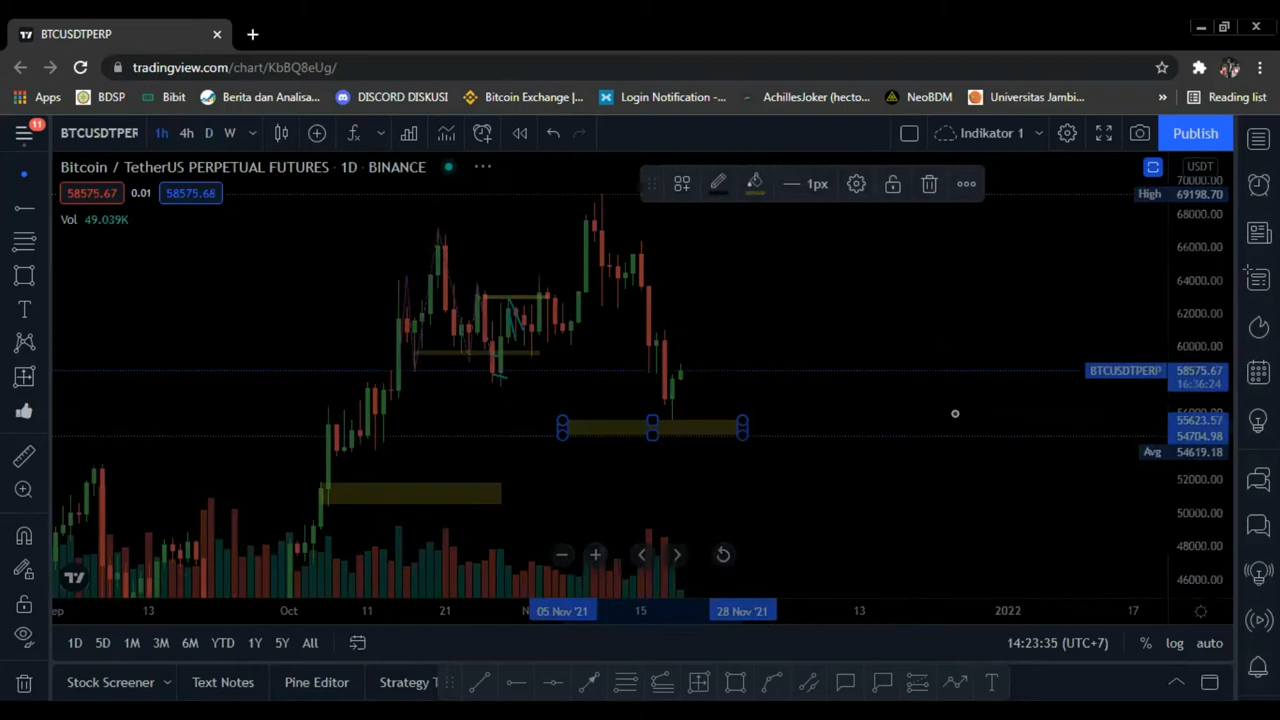 BTCUSDTPERP
tradingview.com/chart/KbBQ8eUg/
Apps BDSP Bibit Berita dan Analisa... DISCORD DISKUSI Bitcoin Exchange |... Login Notification -... AchillesJoker (hecto... NeoBDM Universitas Jambi... » Reading list
11
BTCUSDTPER 1h 4h D W Indikator 1 Publish
Bitcoin / TetherUS PERPETUAL FUTURES · 1D · BINANCE
USDT
58575.67 0.01 58575.68
1px
Vol 49.039K
70000.00
High 69198.70
68000.00
66000.00
64000.00
62000.00
60000.00
BTCUSDTPERP 58575.67
16:36:24
55623.57
54704.98
Avg 54619.18
52000.00
50000.00
48000.00
46000.00
13 Oct 11 21 05 Nov '21 15 28 Nov '21 13 2022 17
1D 5D 1M 3M 6M YTD 1Y 5Y All 14:23:35 (UTC+7) % log auto
Stock Screener Text Notes Pine Editor Strategy T